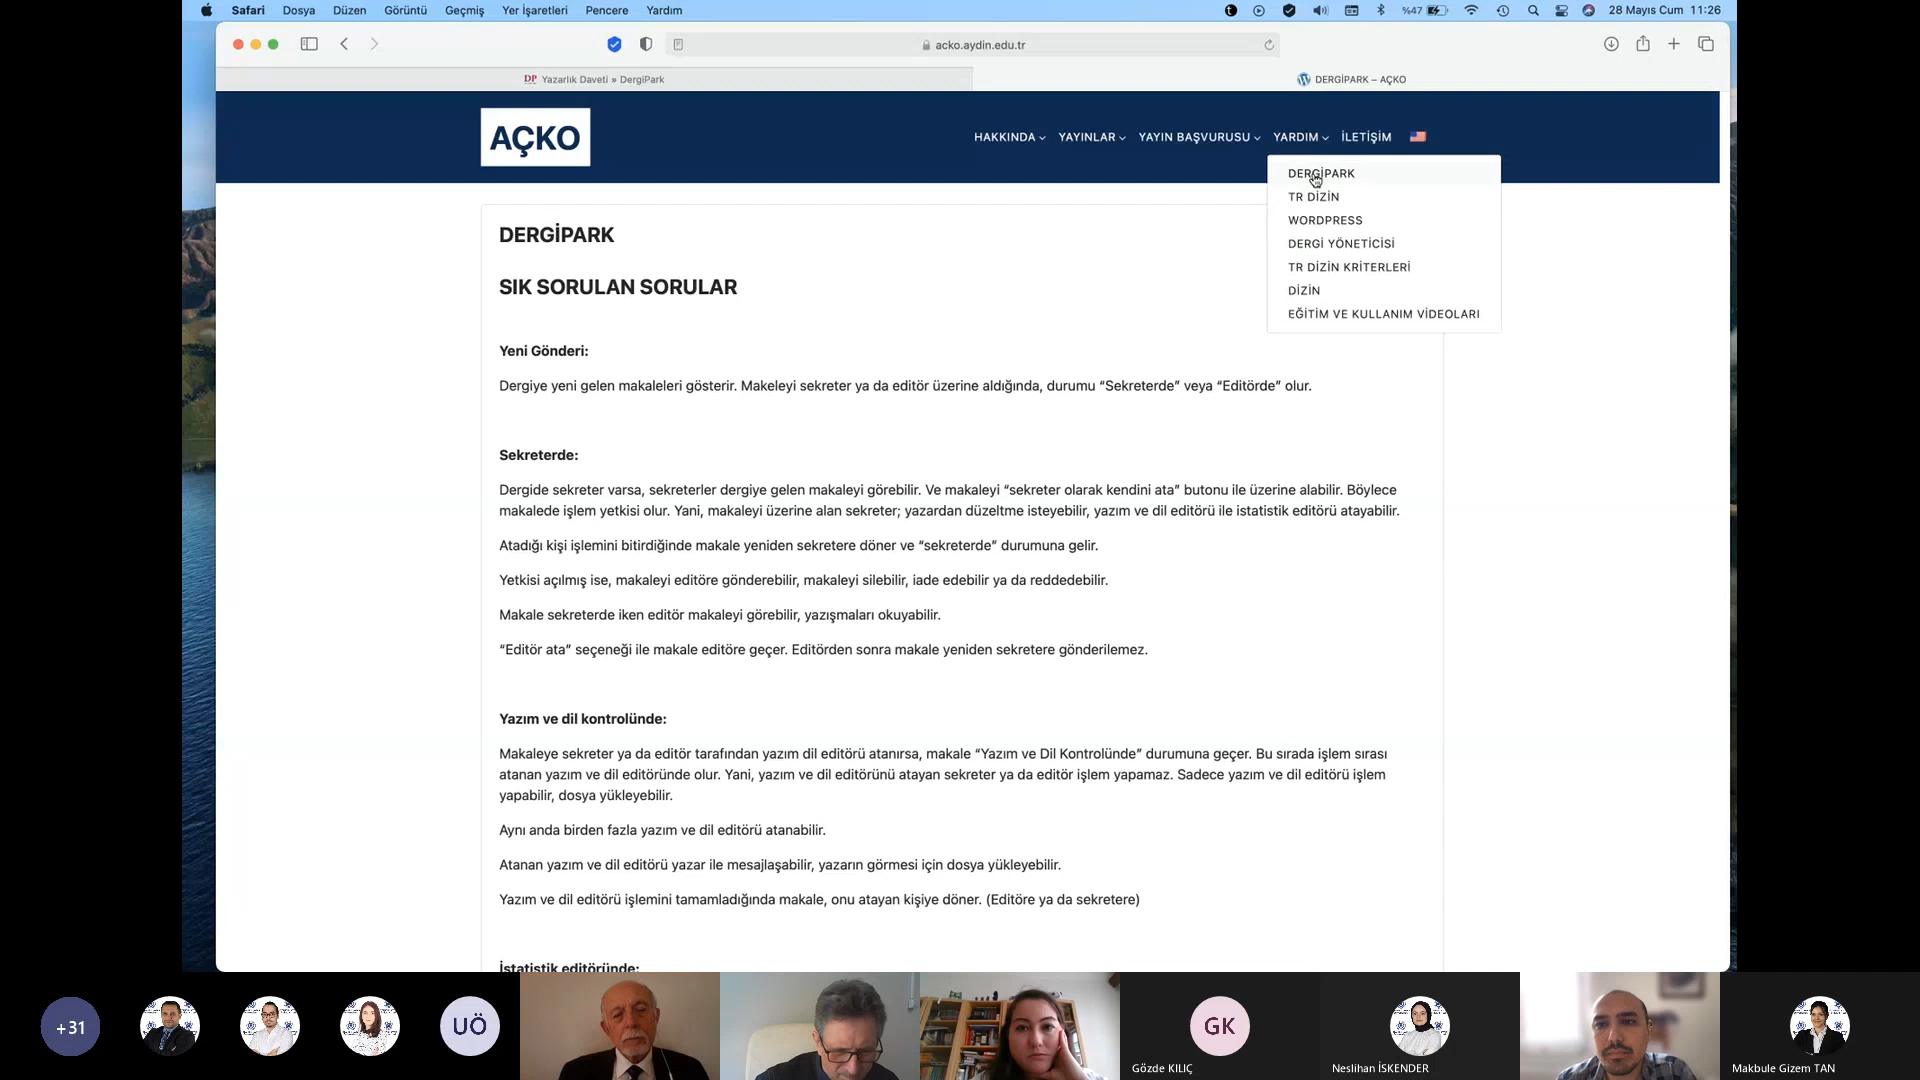 Safari Dosya Düzen Görüntü Geçmiş Yer İşaretleri Pencere Yardım %47 28 Mayıs Cum 11:26
acko.aydin.edu.tr
DP Yazarlık Daveti » DergiPark
DERGİPARK – AÇKO
AÇKO
HAKKINDA YAYINLAR YAYIN BAŞVURUSU YARDIM İLETİŞİM
DERGİPARK
TR DİZİN
WORDPRESS
DERGİ YÖNETİCİSİ
TR DİZİN KRİTERLERİ
DİZİN
EĞİTİM VE KULLANIM VİDEOLARI
DERGİPARK
SIK SORULAN SORULAR
Yeni Gönderi:
Dergiye yeni gelen makaleleri gösterir. Makeleyi sekreter ya da editör üzerine aldığında, durumu “Sekreterde” veya “Editörde” olur.
Sekreterde:
Dergide sekreter varsa, sekreterler dergiye gelen makaleyi görebilir. Ve makaleyi “sekreter olarak kendini ata” butonu ile üzerine alabilir. Böylece
makalede işlem yetkisi olur. Yani, makaleyi üzerine alan sekreter; yazardan düzeltme isteyebilir, yazım ve dil editörü ile istatistik editörü atayabilir.
Atadığı kişi işlemini bitirdiğinde makale yeniden sekretere döner ve “sekreterde” durumuna gelir.
Yetkisi açılmış ise, makaleyi editöre gönderebilir, makaleyi silebilir, iade edebilir ya da reddedebilir.
Makale sekreterde iken editör makaleyi görebilir, yazışmaları okuyabilir.
“Editör ata” seçeneği ile makale editöre geçer. Editörden sonra makale yeniden sekretere gönderilemez.
Yazım ve dil kontrolünde:
Makaleye sekreter ya da editör tarafından yazım dil editörü atanırsa, makale “Yazım ve Dil Kontrolünde” durumuna geçer. Bu sırada işlem sırası
atanan yazım ve dil editöründe olur. Yani, yazım ve dil editörünü atayan sekreter ya da editör işlem yapamaz. Sadece yazım ve dil editörü işlem
yapabilir, dosya yükleyebilir.
Aynı anda birden fazla yazım ve dil editörü atanabilir.
Atanan yazım ve dil editörü yazar ile mesajlaşabilir, yazarın görmesi için dosya yükleyebilir.
Yazım ve dil editörü işlemini tamamladığında makale, onu atayan kişiye döner. (Editöre ya da sekretere)
İstatistik editöründe:
+31
UÖ
GK
Gözde KILIÇ
Neslihan İSKENDER
Makbule Gizem TAN